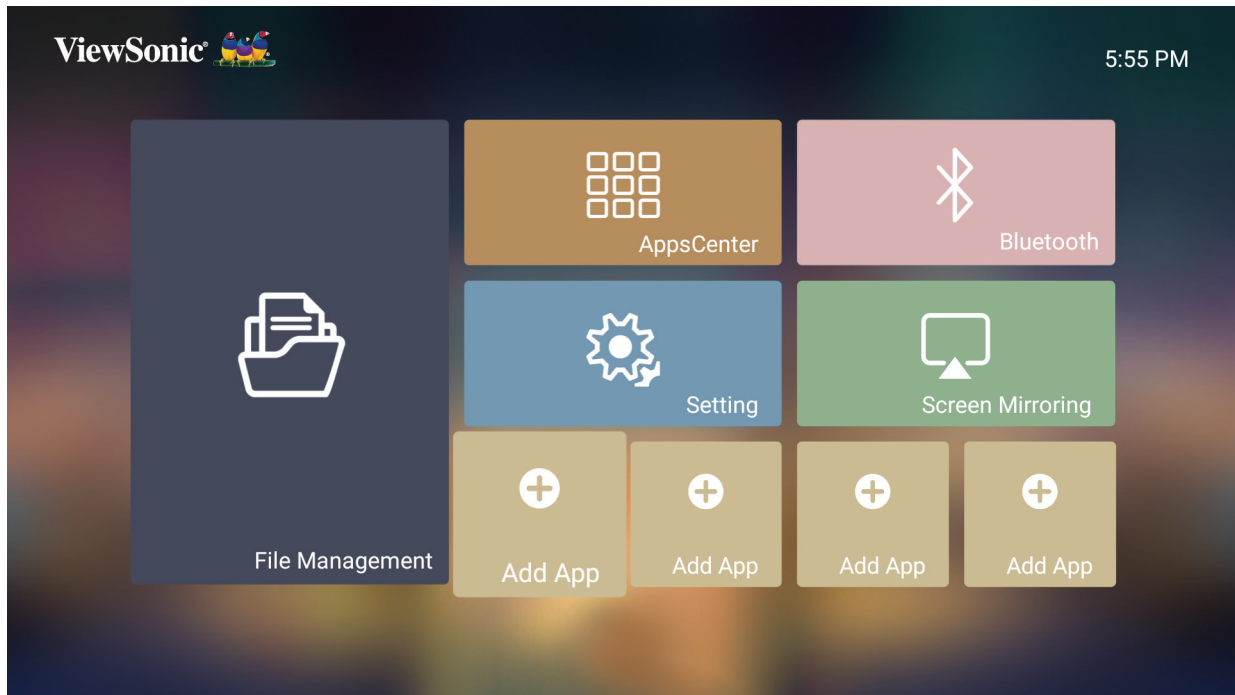 ViewSonic®
5:55 PM
AppsCenter
Bluetooth
Setting
Screen Mirroring
File Management
Add App
Add App
Add App
Add App